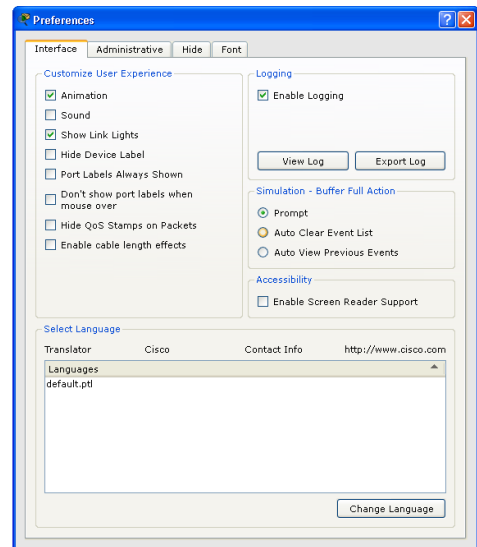 Preferences
Interface
Administrative
Hide
Font
Customize User Experience
Animation
Sound
Show Link Lights
Hide Device Label
Port Labels Always Shown
Don't show port labels when
mouse over
Hide QoS Stamps on Packets
Enable cable length effects
Logging
Enable Logging
View Log
Export Log
Simulation - Buffer Full Action
Prompt
Auto Clear Event List
Auto View Previous Events
Accessibility
Enable Screen Reader Support
Select Language
Translator
Cisco
Contact Info
http://www.cisco.com
Languages
default.ptl
Change Language